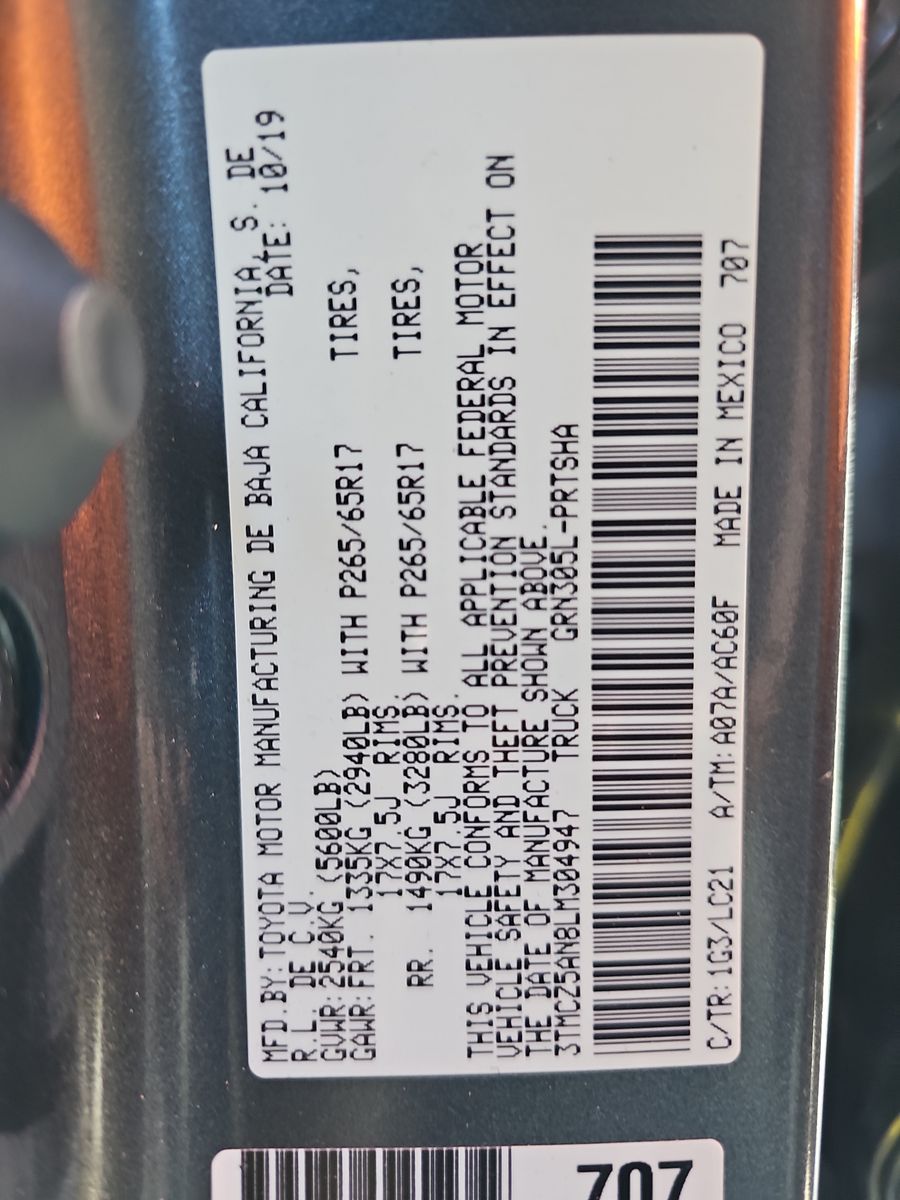 MFD.BY:TOYOTA MOTOR MANUFACTURING DE BAJA CALIFORNIA, S. DE
R.L. DE C.V. DATE: 10/19
GVWR:2540KG (5600LB)
GAWR:FRT. 1335KG (2940LB) WITH P265/65R17 TIRES,
17X7.5J RIMS
RR. 1490KG (3280LB) WITH P265/65R17 TIRES,
17X7.5J RIMS.
THIS VEHICLE CONFORMS TO ALL APPLICABLE FEDERAL MOTOR
VEHICLE SAFETY AND THEFT PREVENTION STANDARDS IN EFFECT ON
THE DATE OF MANUFACTURE SHOWN ABOVE.
3TMCZ5AN8LM304947 TRUCK GRN305L-PRTSHA
C/TR:1G3/LC21 A/TM:A07A/AC60F MADE IN MEXICO 707
707